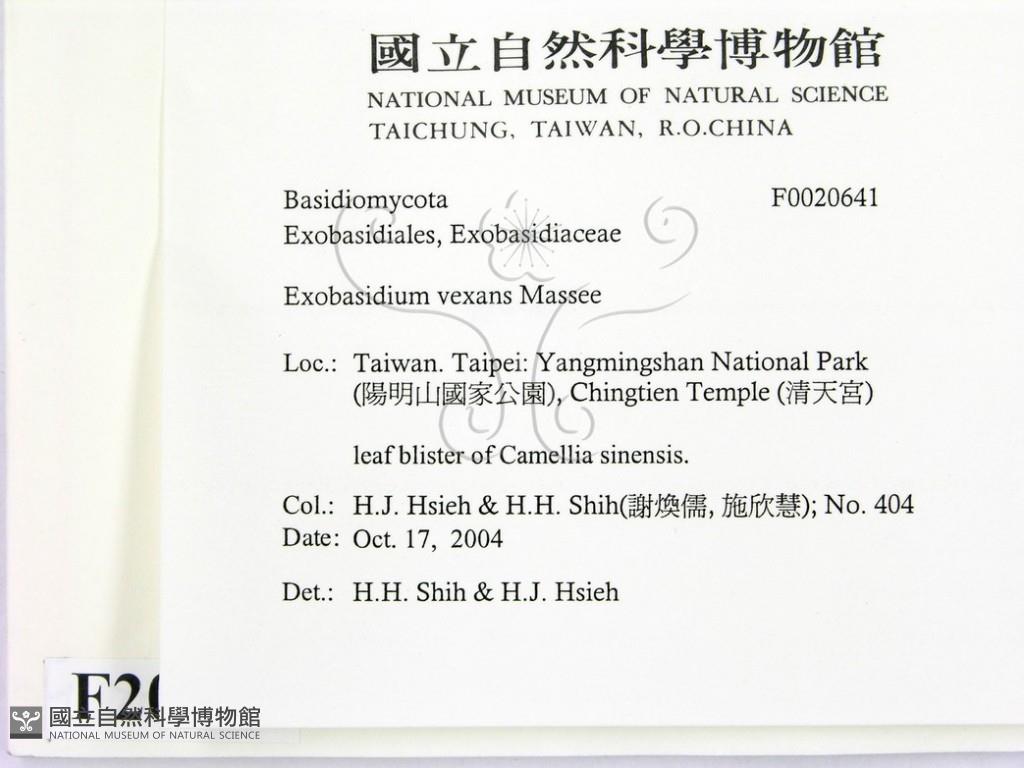 國立自然科學博物館
NATIONAL MUSEUM OF NATURAL SCIENCE
TAICHUNG, TAIWAN, R.O.CHINA
Basidiomycota F0020641
Exobasidiales, Exobasidiaceae
Exobasidium vexans Massee
Loc.: Taiwan. Taipei: Yangmingshan National Park
(陽明山國家公園), Chingtien Temple (清天宮)
leaf blister of Camellia sinensis.
Col.: H.J. Hsieh & H.H. Shih(謝煥儒, 施欣慧); No. 404
Date: Oct. 17, 2004
Det.: H.H. Shih & H.J. Hsieh
F20
國立自然科學博物館
NATIONAL MUSEUM OF NATURAL SCIENCE